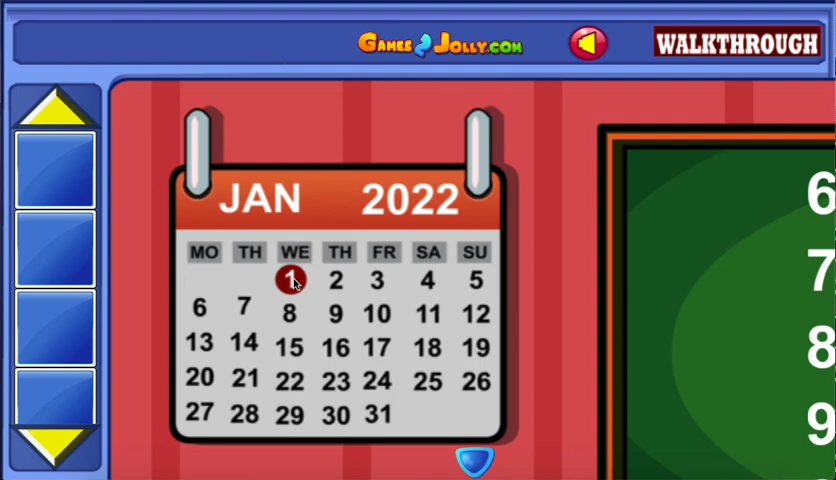 GAMES2JOLLY.COM
WALKTHROUGH
JAN 2022
MO TH WE TH FR SA SU
1 2 3 4 5
6 7 8 9 10 11 12
13 14 15 16 17 18 19
20 21 22 23 24 25 26
27 28 29 30 31
6
7
8
9